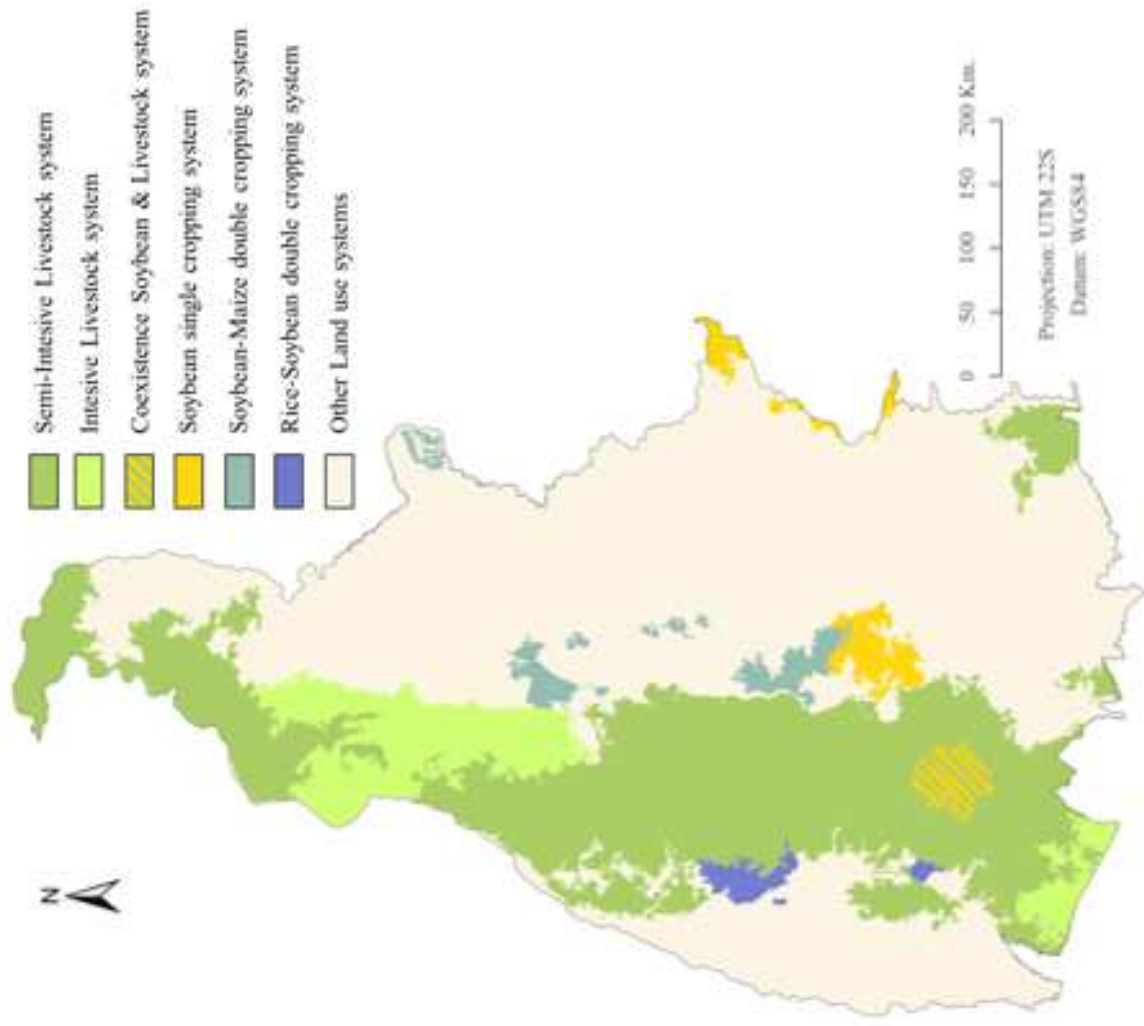 N
Semi-Intesive Livestock system
Intesive Livestock system
Coexistence Soybean & Livestock system
Soybean single cropping system
Soybean-Maize double cropping system
Rice-Soybean double cropping system
Other Land use systems
0 50 100 150 200 Km.
Projection: UTM 22S
Datum: WGS84